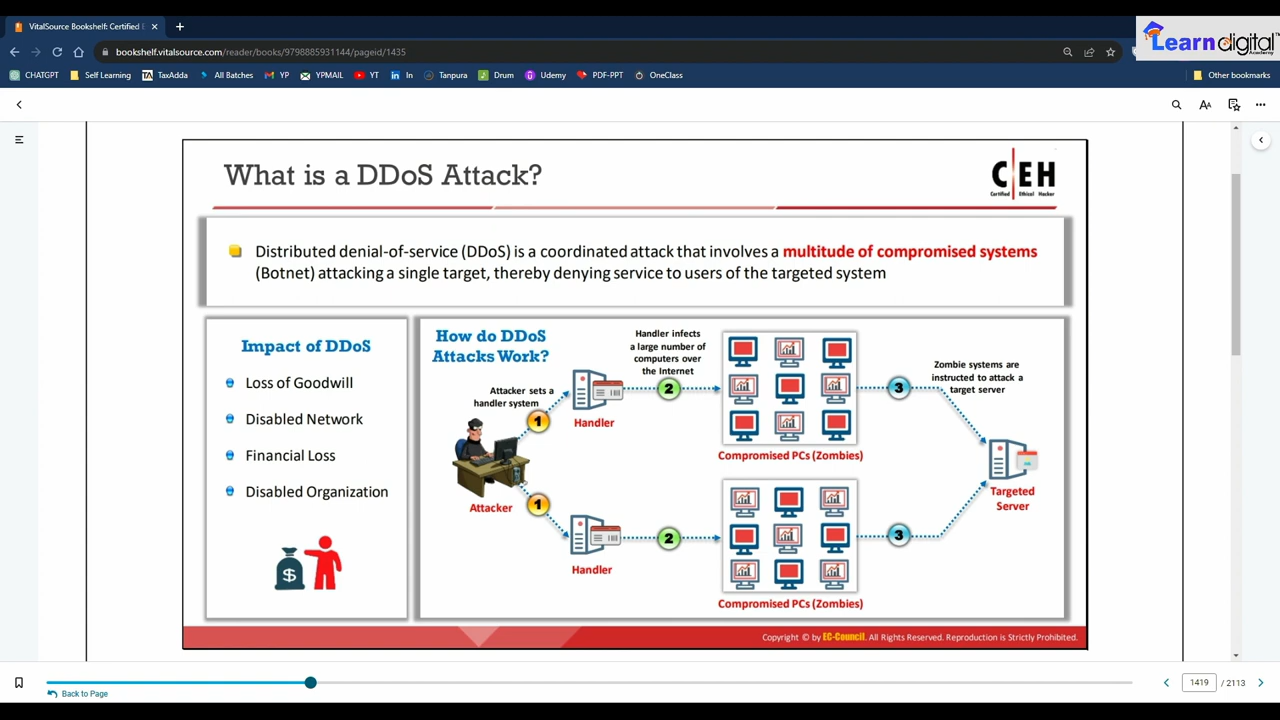 VitalSource Bookshelf: Certified
bookshelf.vitalsource.com/reader/books/9798885931144/pageid/1435
Learndigital
Academy
CHATGPT
Self Learning
TaxAdda
All Batches
YP
YPMAIL
YT
In
Tanpura
Drum
Udemy
PDF-PPT
OneClass
Other bookmarks
What is a DDoS Attack?
C|EH
Certified Ethical Hacker
Distributed denial-of-service (DDoS) is a coordinated attack that involves a multitude of compromised systems
(Botnet) attacking a single target, thereby denying service to users of the targeted system
Impact of DDoS
Loss of Goodwill
Disabled Network
Financial Loss
Disabled Organization
$
How do DDoS
Attacks Work?
Attacker sets a
handler system
Handler infects
a large number of
computers over
the Internet
Zombie systems are
instructed to attack a
target server
1
2
3
Handler
Compromised PCs (Zombies)
Attacker
Targeted
Server
1
2
3
Handler
Compromised PCs (Zombies)
Copyright © by EC-Council. All Rights Reserved. Reproduction is Strictly Prohibited.
Back to Page
1419 / 2113